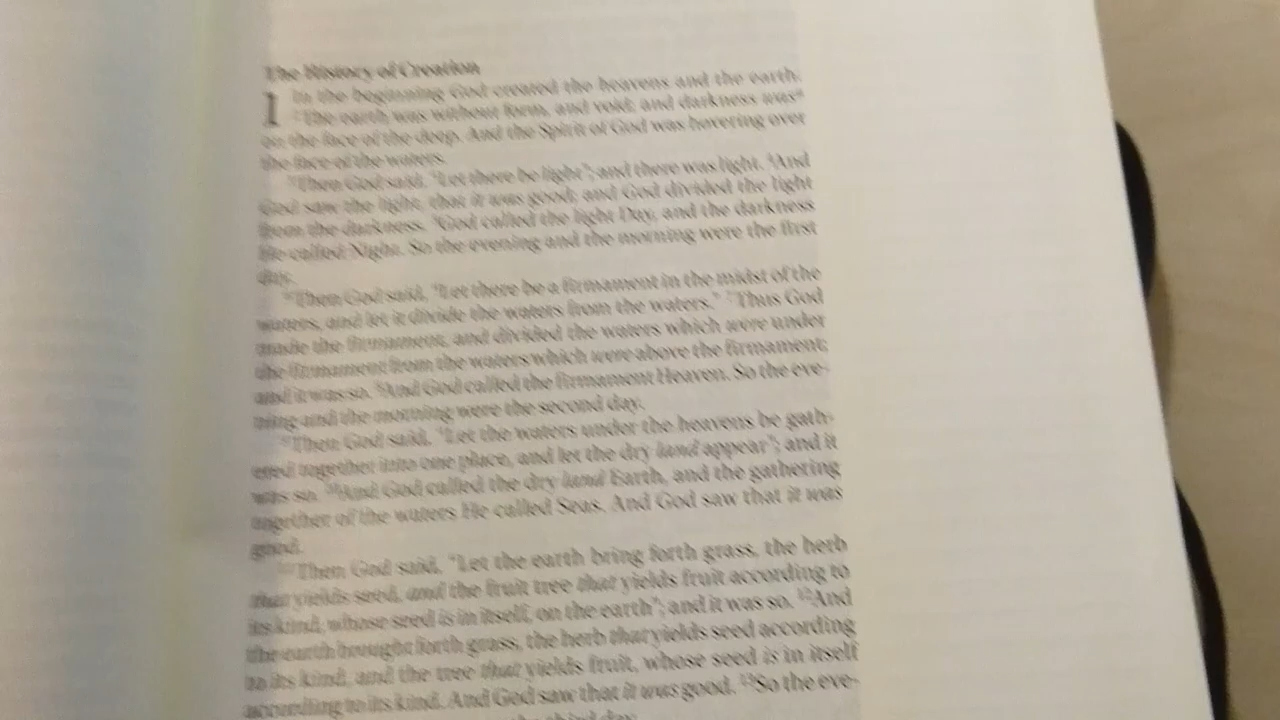 The History of Creation
1 In the beginning God created the heavens and the earth.
²The earth was without form, and void; and darkness wasᵃ
on the face of the deep. And the Spirit of God was hovering over
the face of the waters.
³Then God said, "Let there be light"; and there was light. ⁴And
God saw the light, that it was good; and God divided the light
from the darkness. ⁵God called the light Day, and the darkness
He called Night. So the evening and the morning were the first
day.
⁶Then God said, "Let there be a firmament in the midst of the
waters, and let it divide the waters from the waters." ⁷Thus God
made the firmament, and divided the waters which were under
the firmament from the waters which were above the firmament;
and it was so. ⁸And God called the firmament Heaven. So the eve-
ning and the morning were the second day.
⁹Then God said, "Let the waters under the heavens be gath-
ered together into one place, and let the dry land appear"; and it
was so. ¹⁰And God called the dry land Earth, and the gathering
together of the waters He called Seas. And God saw that it was
good.
¹¹Then God said, "Let the earth bring forth grass, the herb
that yields seed, and the fruit tree that yields fruit according to
its kind, whose seed is in itself, on the earth"; and it was so. ¹²And
the earth brought forth grass, the herb that yields seed according
to its kind, and the tree that yields fruit, whose seed is in itself
according to its kind. And God saw that it was good. ¹³So the eve-
the third day.